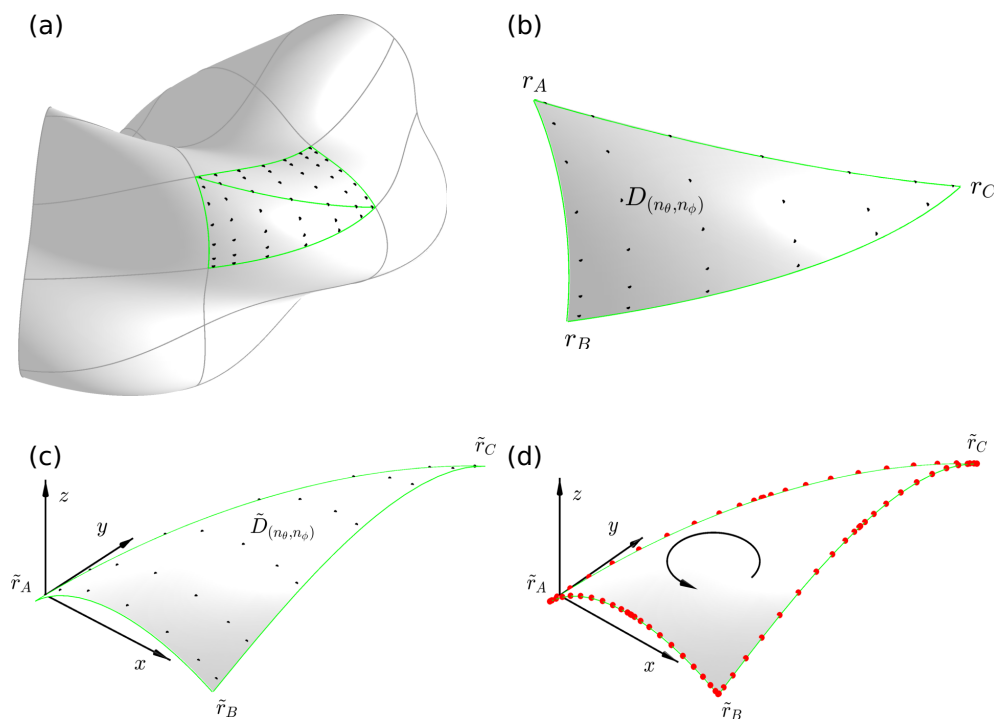 (a)
(b)
r_A
D_{(n_θ,n_ϕ)}
r_C
r_B
(c)
z
y
r̃_A
x
D̃_{(n_θ,n_ϕ)}
r̃_C
r̃_B
(d)
z
y
r̃_A
x
r̃_C
r̃_B